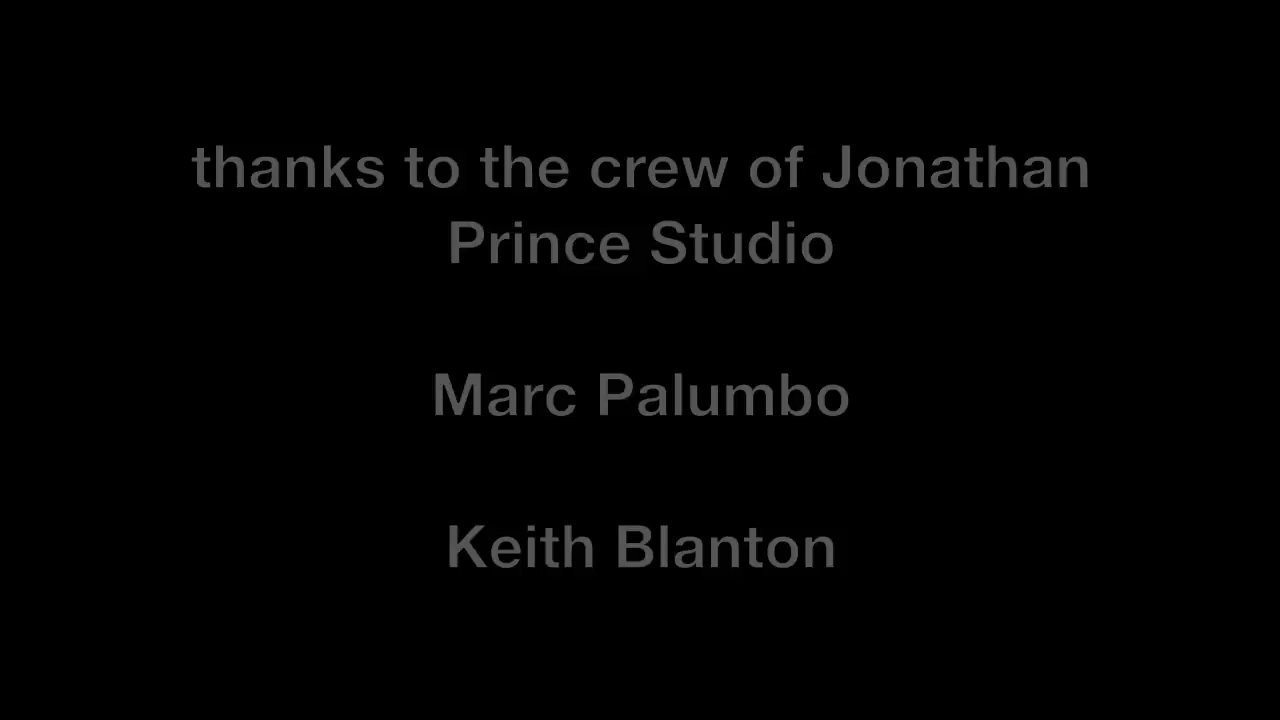 thanks to the crew of Jonathan
Prince Studio
Marc Palumbo
Keith Blanton